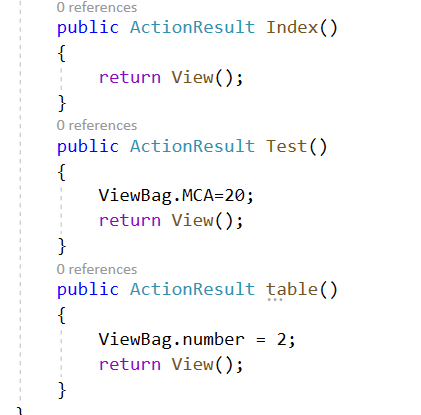 0 references
public ActionResult Index()
{
return View();
}
0 references
public ActionResult Test()
{
ViewBag.MCA=20;
return View();
}
0 references
public ActionResult table()
{
ViewBag.number = 2;
return View();
}
}